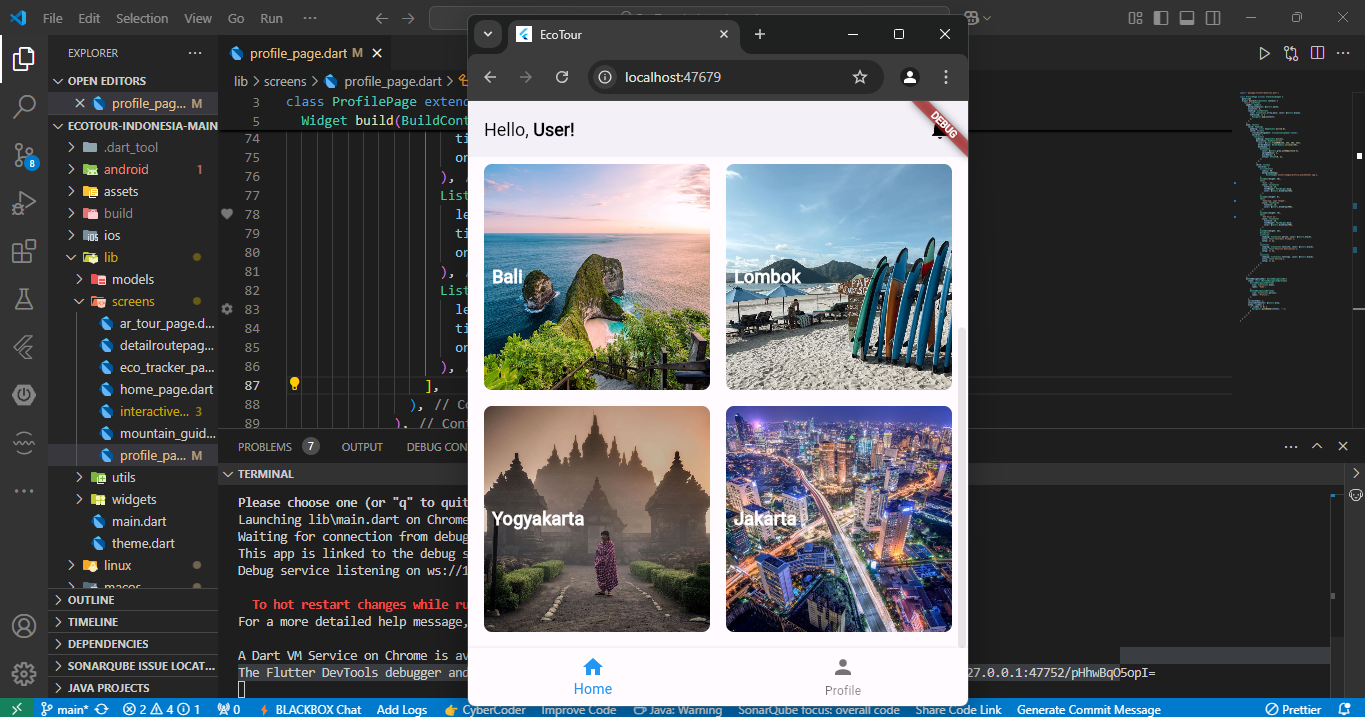 File Edit Selection View Go Run ···
EXPLORER
OPEN EDITORS
profile_pag... M
ECOTOUR-INDONESIA-MAIN
.dart_tool
android 1
assets
build
ios
lib
models
screens
ar_tour_page.d...
detailroutepag...
eco_tracker_pa...
home_page.dart
interactive... 3
mountain_guid...
profile_pa... M
utils
widgets
main.dart
theme.dart
linux
macos
OUTLINE
TIMELINE
DEPENDENCIES
SONARQUBE ISSUE LOCAT...
JAVA PROJECTS
8
profile_page.dart M
lib > screens > profile_page.dart >
3 class ProfilePage extend
5 Widget build(BuildCont
74 ti
75 on
76 ), /
77 List
78 le
79 ti
80 on
81 ), /
82 List
83 le
84 ti
85 on
86 ), /
87 ],
88 ), // Co
89 ), // Cont
PROBLEMS 7 OUTPUT DEBUG CON
TERMINAL
Please choose one (or "q" to quit
Launching lib\main.dart on Chrome
Waiting for connection from debug
This app is linked to the debug s
Debug service listening on ws://1
To hot restart changes while ru
For a more detailed help message,
A Dart VM Service on Chrome is av
The Flutter DevTools debugger and
27.0.0.1:47752/pHhwBqO5opI=
EcoTour
localhost:47679
Hello, User!
DEBUG
Bali
Lombok
Yogyakarta
Jakarta
Home
Profile
main* 2 4 1 0 BLACKBOX Chat Add Logs CyberCoder Improve Code Java: Warning SonarQube focus: overall code Share Code Link Generate Commit Message Prettier